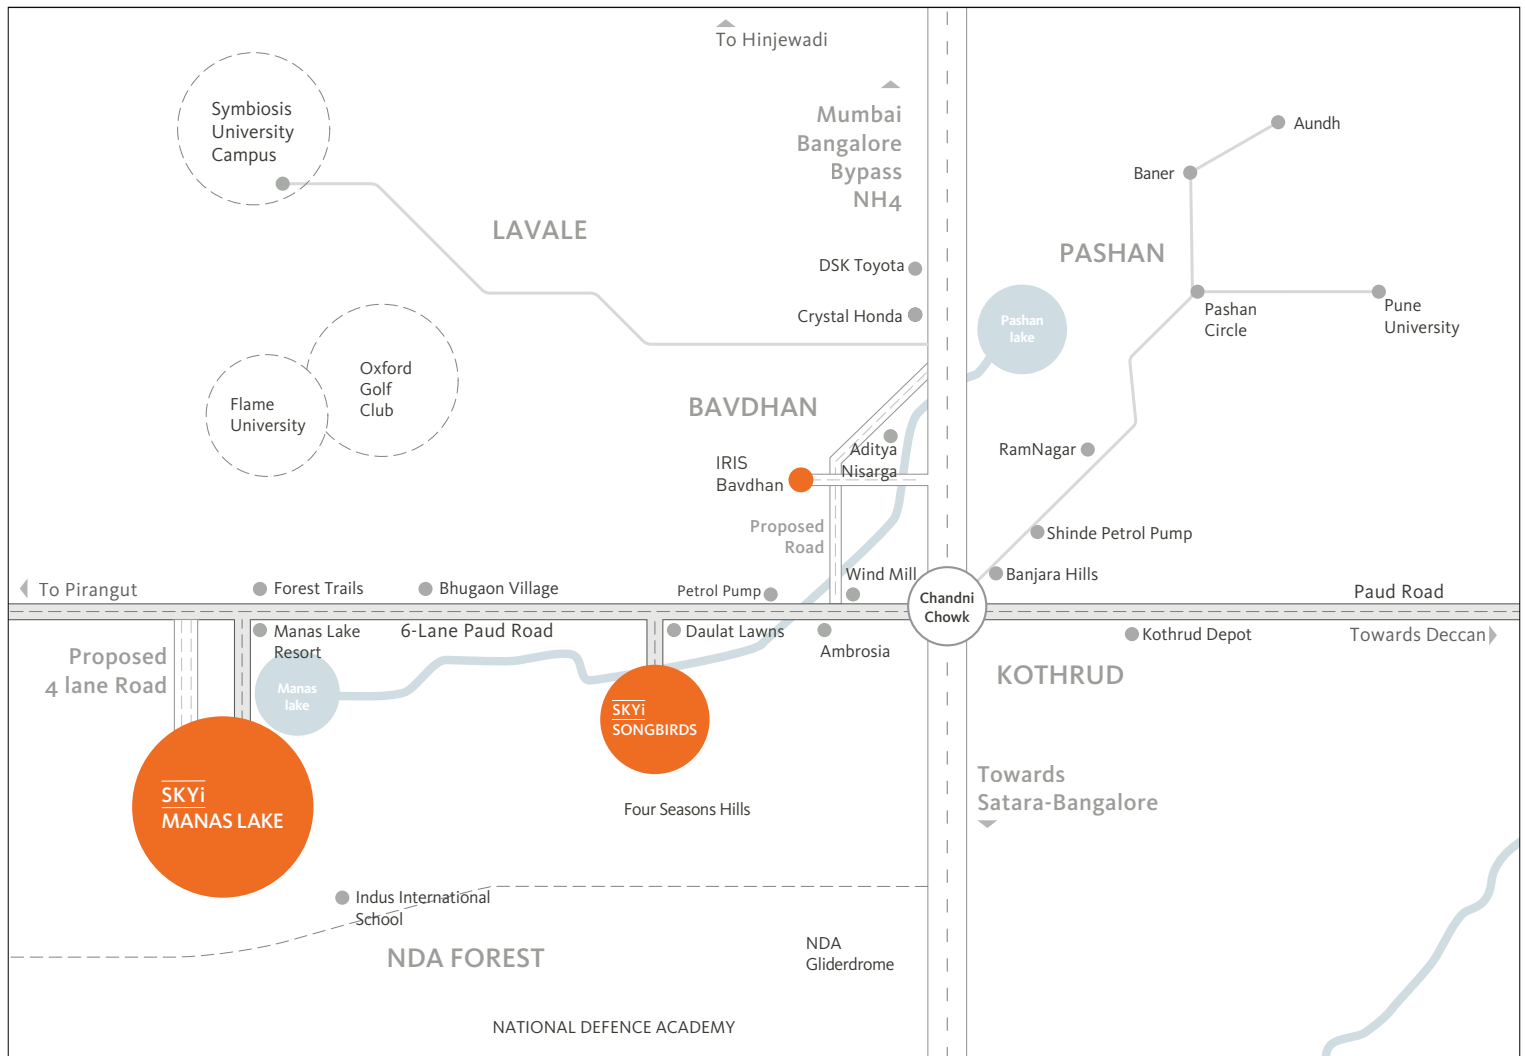 To Hinjewadi
Symbiosis
University
Campus
Mumbai
Bangalore
Bypass
NH4
Aundh
Baner
LAVALE
PASHAN
DSK Toyota
Crystal Honda
Pashan
lake
Pashan
Circle
Pune
University
Oxford
Golf
Club
Flame
University
BAVDHAN
Aditya
Nisarga
RamNagar
IRIS
Bavdhan
Proposed
Road
Shinde Petrol Pump
To Pirangut
Forest Trails
Bhugaon Village
Petrol Pump
Wind Mill
Chandni
Chowk
Banjara Hills
Paud Road
Manas Lake
Resort
6-Lane Paud Road
Daulat Lawns
Ambrosia
Kothrud Depot
Towards Deccan
Proposed
4 lane Road
Manas
lake
KOTHRUD
SKYi
SONGBIRDS
SKYi
MANAS LAKE
Four Seasons Hills
Towards
Satara-Bangalore
Indus International
School
NDA FOREST
NDA
Gliderdrome
NATIONAL DEFENCE ACADEMY